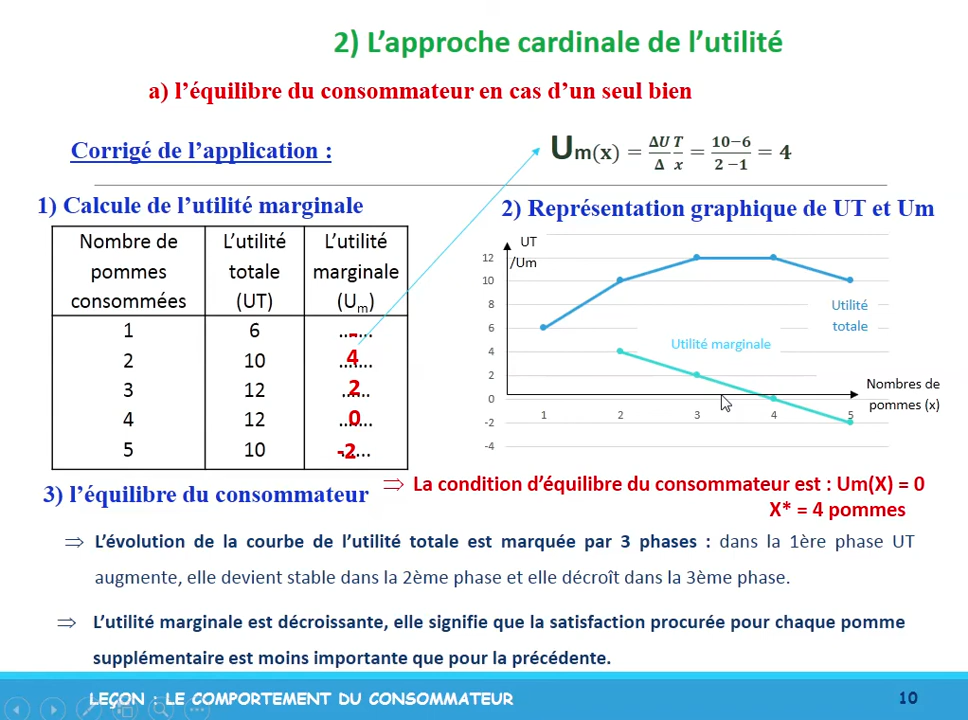 2) L’approche cardinale de l’utilité
a) l’équilibre du consommateur en cas d’un seul bien
Corrigé de l’application :
Um(x) = ΔUT/Δx = 10−6/2−1 = 4
1) Calcule de l’utilité marginale
Nombre de pommes consommées | L’utilité totale (UT) | L’utilité marginale (Um)
1 | 6 | ...-...
2 | 10 | 4
3 | 12 | 2
4 | 12 | 0
5 | 10 | -2
2) Représentation graphique de UT et Um
UT
/Um
12
10
8
6
4
2
0
-2
-4
1 2 3 4 5
Utilité
totale
Utilité marginale
Nombres de
pommes (x)
3) l’équilibre du consommateur
⇒ La condition d’équilibre du consommateur est : Um(X) = 0
X* = 4 pommes
⇒ L’évolution de la courbe de l’utilité totale est marquée par 3 phases : dans la 1ère phase UT
augmente, elle devient stable dans la 2ème phase et elle décroît dans la 3ème phase.
⇒ L’utilité marginale est décroissante, elle signifie que la satisfaction procurée pour chaque pomme
supplémentaire est moins importante que pour la précédente.
LEÇON : LE COMPORTEMENT DU CONSOMMATEUR
10